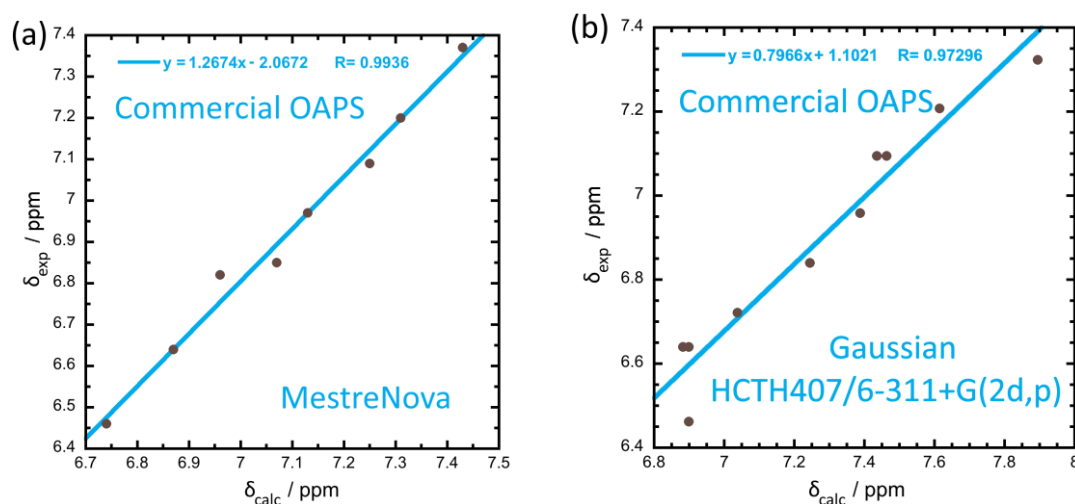 (a)
7.4
7.3
7.2
7.1
7
6.9
6.8
6.7
6.6
6.5
6.4
δexp / ppm
y = 1.2674x - 2.0672 R= 0.9936
Commercial OAPS
MestreNova
6.7 6.8 6.9 7 7.1 7.2 7.3 7.4 7.5
δcalc / ppm
(b)
7.4
7.2
7
6.8
6.6
6.4
δexp / ppm
y = 0.7966x + 1.1021 R= 0.97296
Commercial OAPS
Gaussian
HCTH407/6-311+G(2d,p)
6.8 7 7.2 7.4 7.6 7.8 8
δcalc / ppm